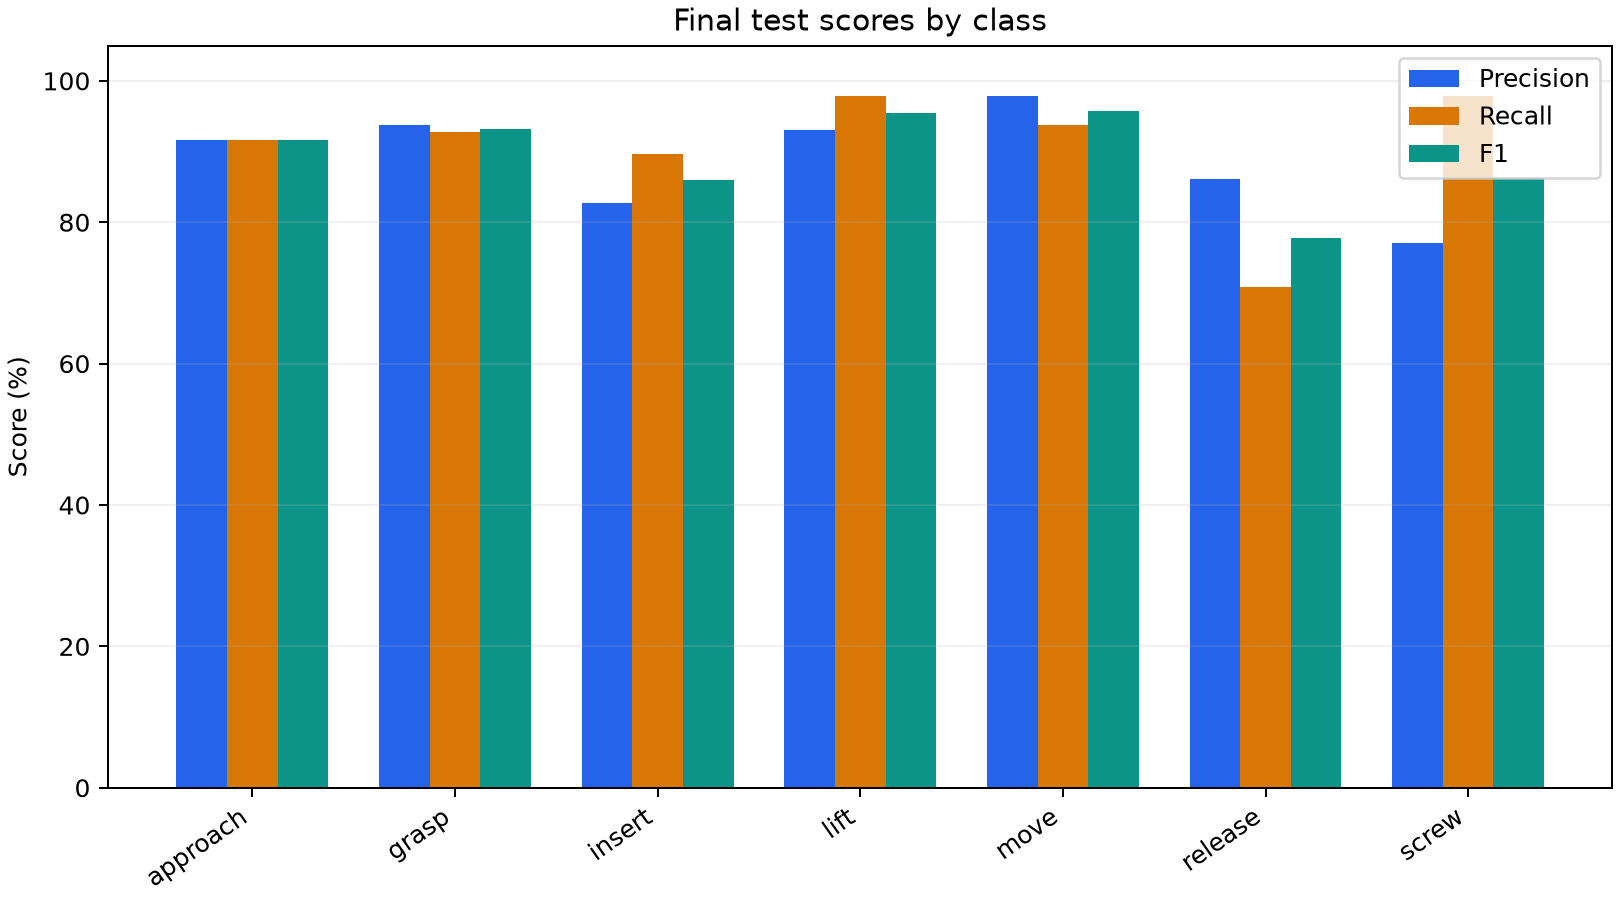 Final test scores by class
Score (%)
100
80
60
40
20
0
Precision
Recall
F1
approach
grasp
insert
lift
move
release
screw